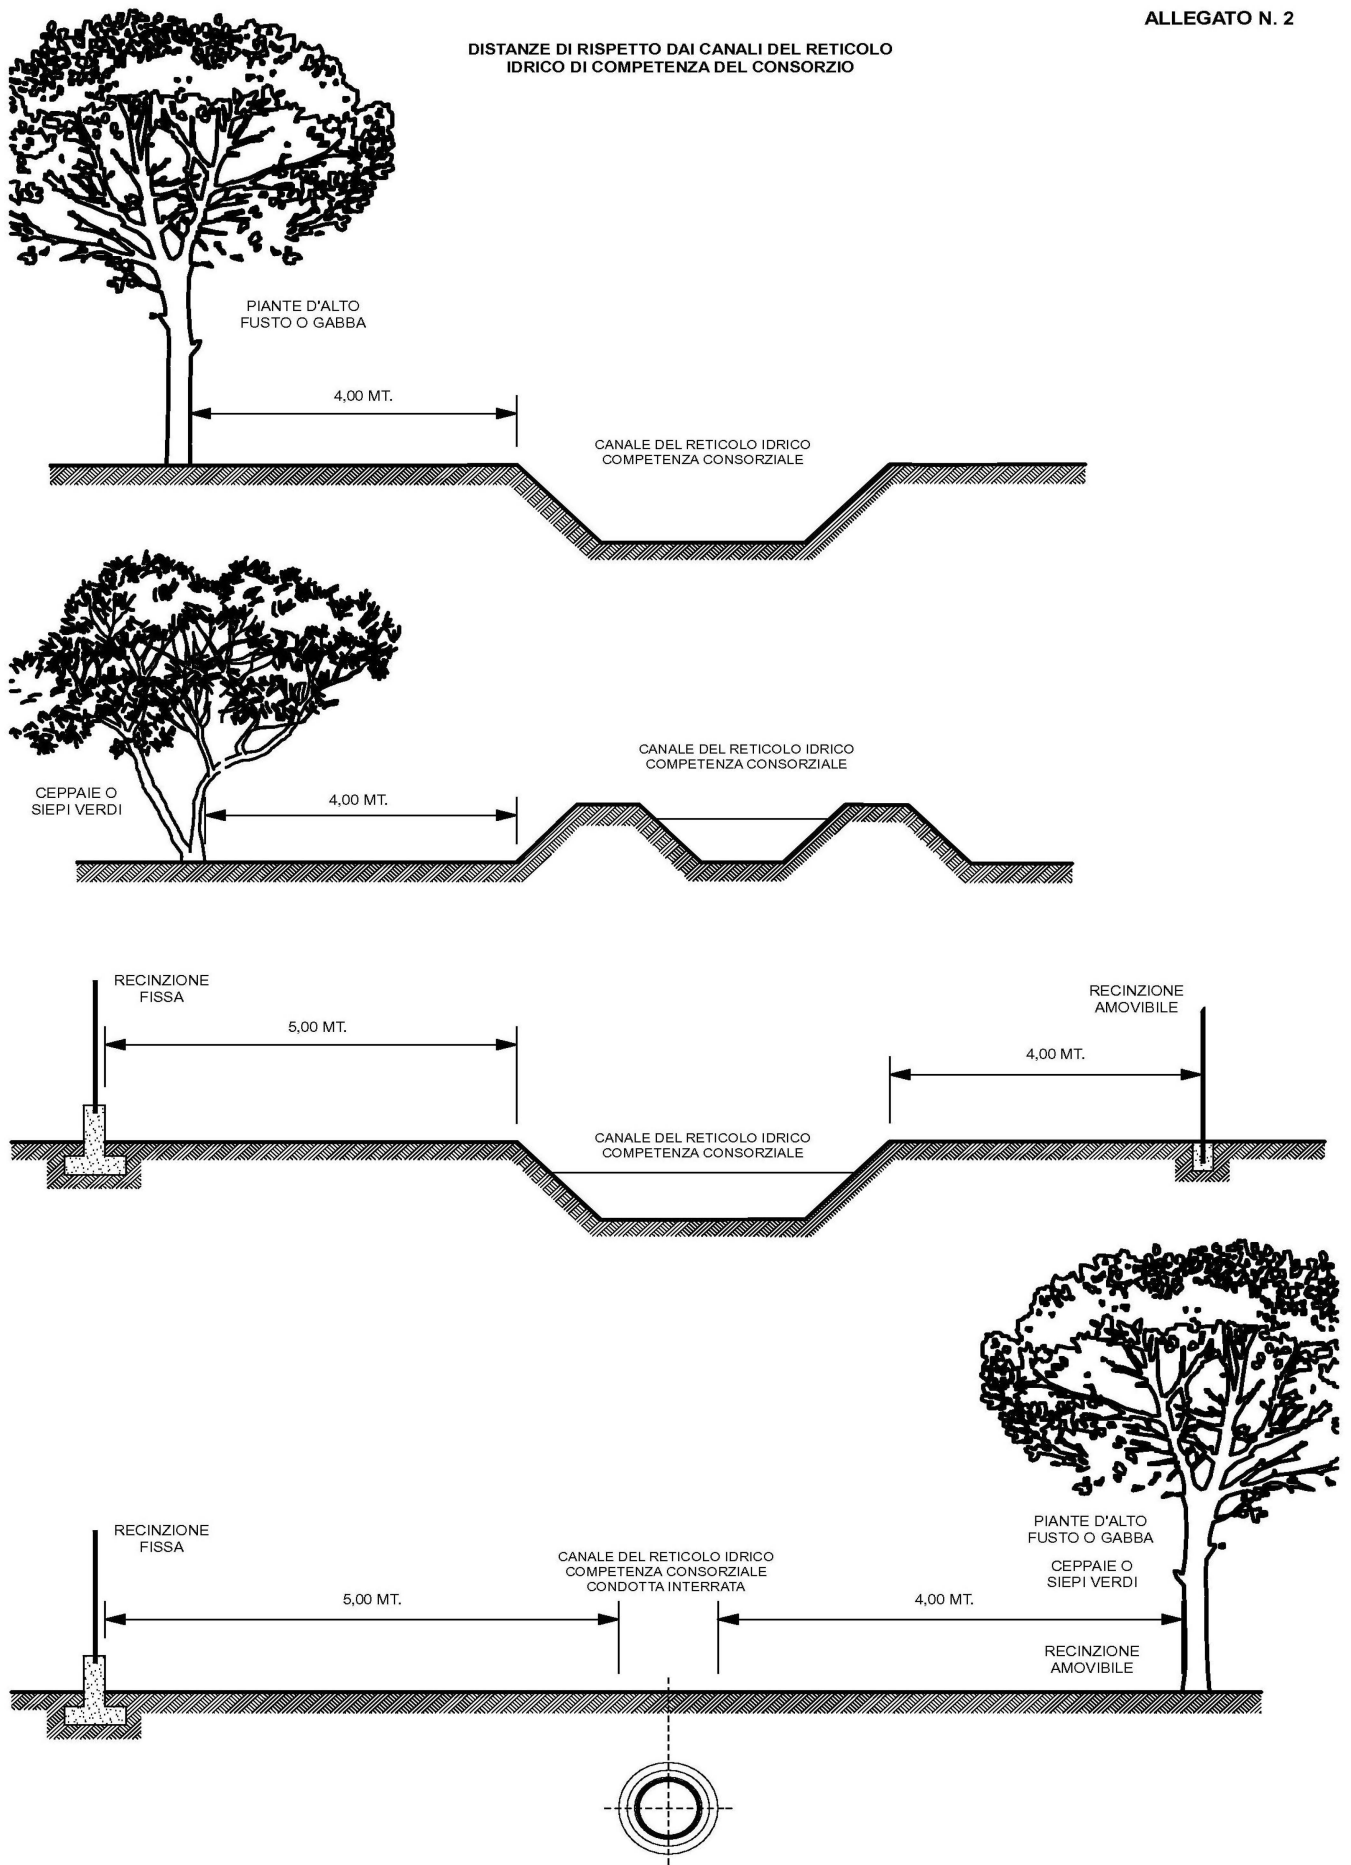 ALLEGATO N. 2
DISTANZE DI RISPETTO DAI CANALI DEL RETICOLO
IDRICO DI COMPETENZA DEL CONSORZIO
PIANTE D'ALTO
FUSTO O GABBA
4,00 MT.
CANALE DEL RETICOLO IDRICO
COMPETENZA CONSORZIALE
CANALE DEL RETICOLO IDRICO
COMPETENZA CONSORZIALE
CEPPAIE O
SIEPI VERDI
4,00 MT.
RECINZIONE
FISSA
5,00 MT.
RECINZIONE
AMOVIBILE
4,00 MT.
CANALE DEL RETICOLO IDRICO
COMPETENZA CONSORZIALE
RECINZIONE
FISSA
5,00 MT.
CANALE DEL RETICOLO IDRICO
COMPETENZA CONSORZIALE
CONDOTTA INTERRATA
4,00 MT.
PIANTE D'ALTO
FUSTO O GABBA
CEPPAIE O
SIEPI VERDI
RECINZIONE
AMOVIBILE